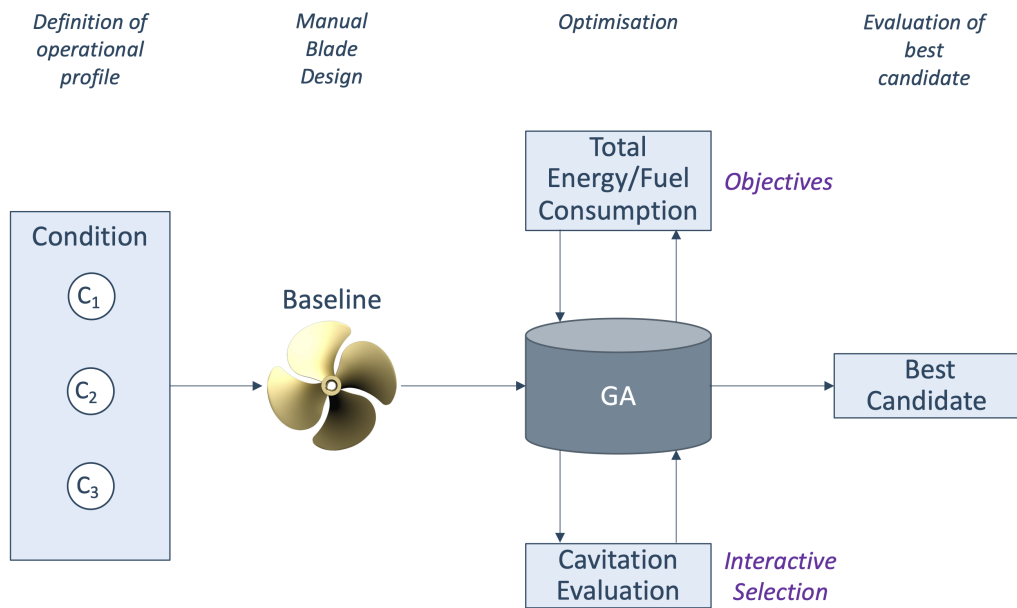 Definition of
operational
profile
Manual
Blade
Design
Optimisation
Evaluation of
best
candidate
Total
Energy/Fuel
Consumption
Objectives
Condition
C₁
C₂
C₃
Baseline
GA
Best
Candidate
Cavitation
Evaluation
Interactive
Selection